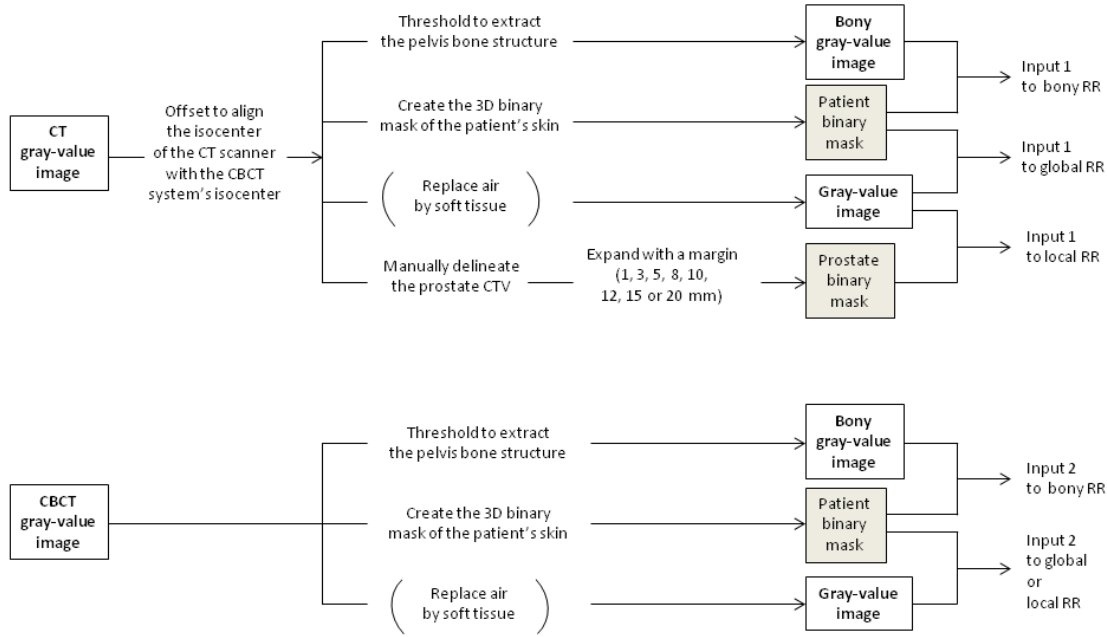 CT
gray-value
image
Offset to align
the isocenter
of the CT scanner
with the CBCT
system's isocenter
Threshold to extract
the pelvis bone structure
Bony
gray-value
image
Create the 3D binary
mask of the patient's skin
Patient
binary
mask
( Replace air
by soft tissue )
Gray-value
image
Manually delineate
the prostate CTV
Expand with a margin
(1, 3, 5, 8, 10,
12, 15 or 20 mm)
Prostate
binary
mask
Input 1
to bony RR
Input 1
to global RR
Input 1
to local RR
CBCT
gray-value
image
Threshold to extract
the pelvis bone structure
Bony
gray-value
image
Create the 3D binary
mask of the patient's skin
Patient
binary
mask
( Replace air
by soft tissue )
Gray-value
image
Input 2
to bony RR
Input 2
to global
or
local RR